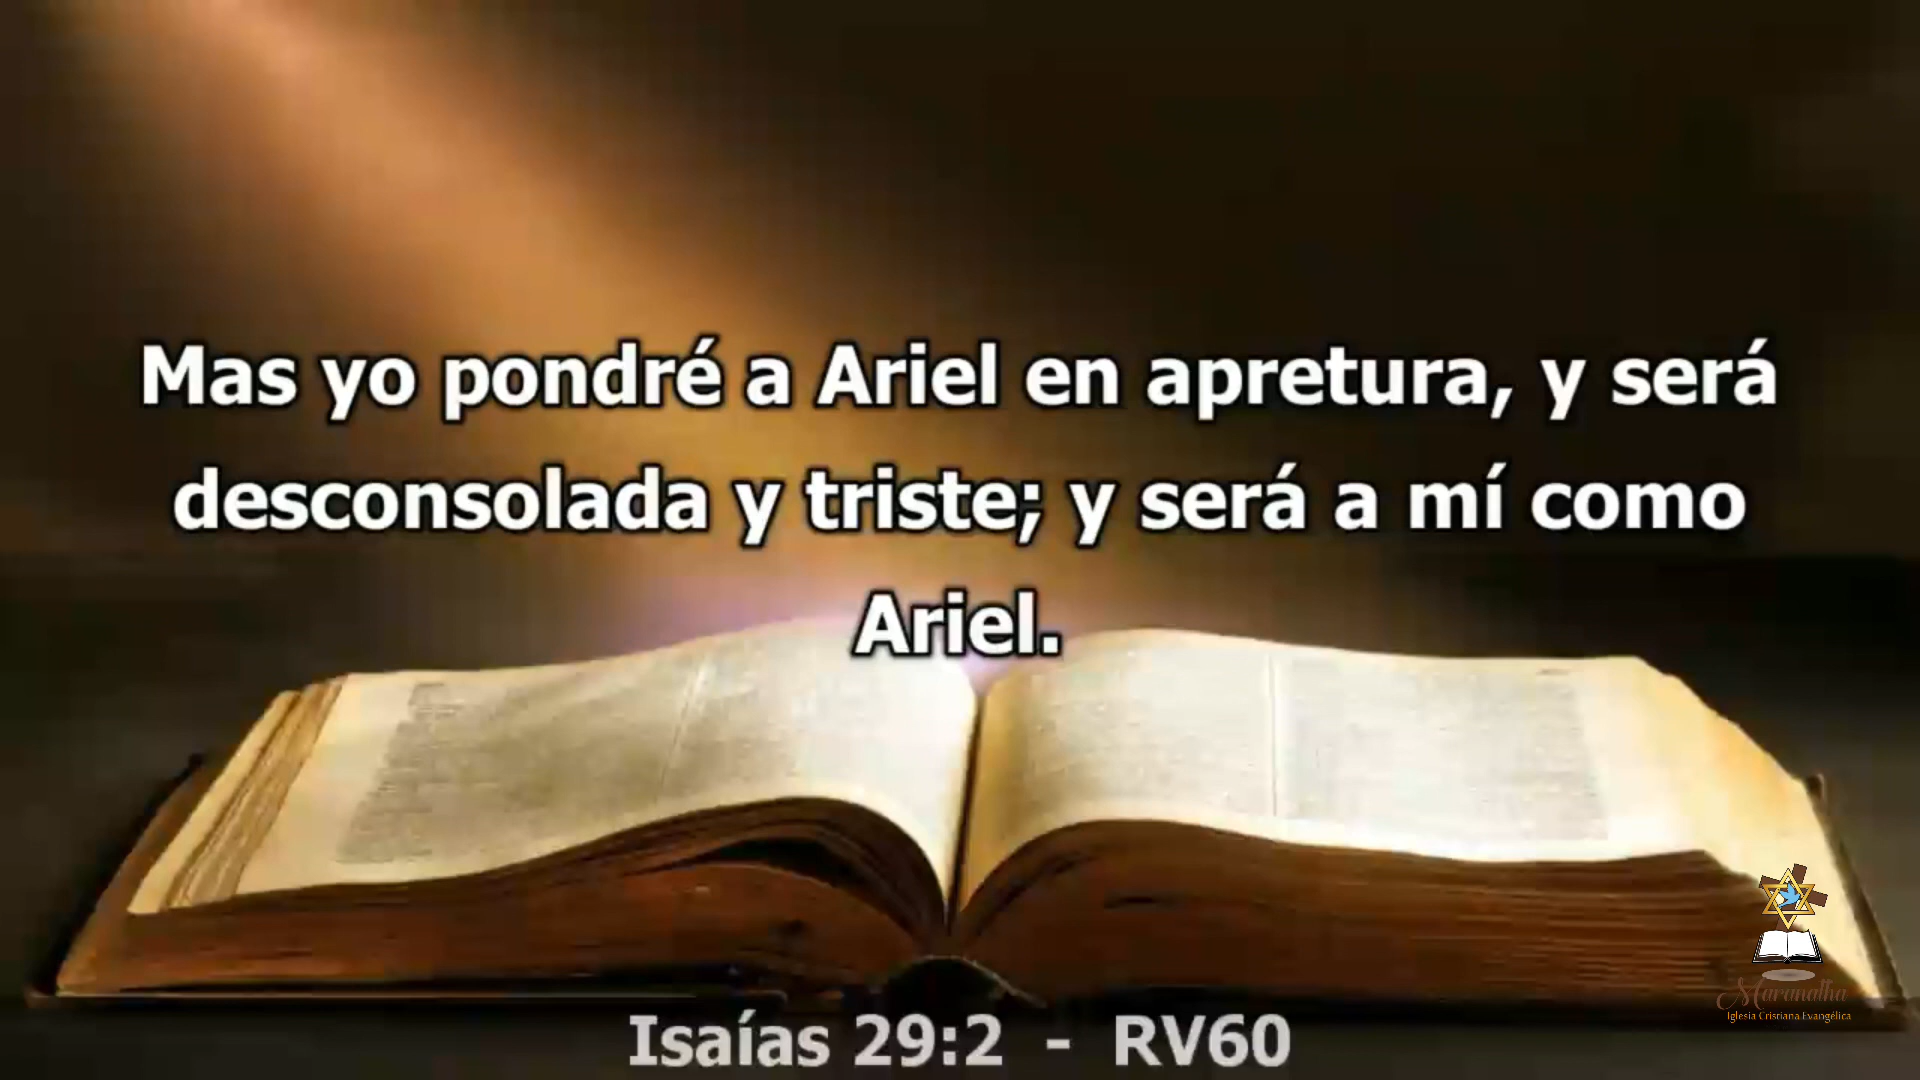 Mas yo pondré a Ariel en apretura, y será
desconsolada y triste; y será a mí como
Ariel.
Maranatha
Iglesia Cristiana Evangélica
Isaías 29:2 - RV60